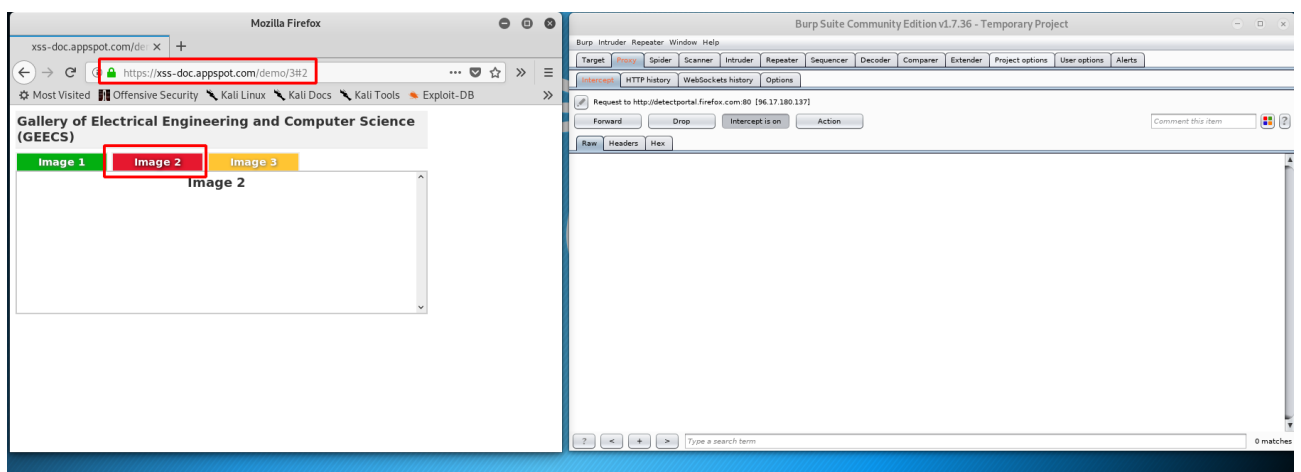 Mozilla Firefox
xss-doc.appspot.com/de
https://xss-doc.appspot.com/demo/3#2
Most Visited Offensive Security Kali Linux Kali Docs Kali Tools Exploit-DB
Gallery of Electrical Engineering and Computer Science
(GEECS)
Image 1 Image 2 Image 3
Image 2
Burp Suite Community Edition v1.7.36 - Temporary Project
Burp Intruder Repeater Window Help
Target Proxy Spider Scanner Intruder Repeater Sequencer Decoder Comparer Extender Project options User options Alerts
Intercept HTTP history WebSockets history Options
Request to http://detectportal.firefox.com:80 [96.17.180.137]
Forward Drop Intercept is on Action Comment this item ?
Raw Headers Hex
? < + > Type a search term 0 matches